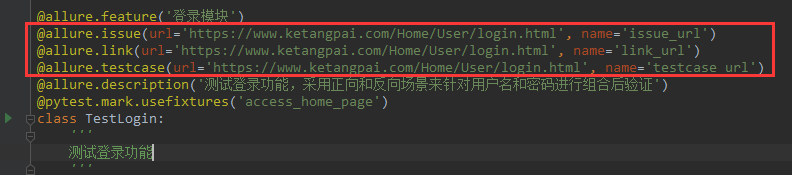 @allure.feature('登录模块')
@allure.issue(url='https://www.ketangpai.com/Home/User/login.html', name='issue_url')
@allure.link(url='https://www.ketangpai.com/Home/User/login.html', name='link_url')
@allure.testcase(url='https://www.ketangpai.com/Home/User/login.html', name='testcase_url')
@allure.description('测试登录功能，采用正向和反向场景来针对用户名和密码进行组合后验证')
@pytest.mark.usefixtures('access_home_page')
class TestLogin:
'''
测试登录功能
'''